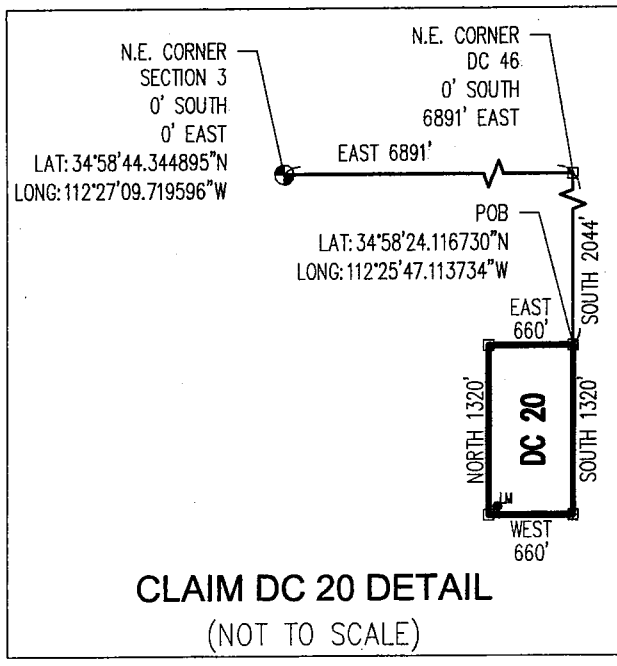 N.E. CORNER
SECTION 3
0' SOUTH
0' EAST
LAT: 34°58'44.344895"N
LONG: 112°27'09.719596"W
N.E. CORNER
DC 46
0' SOUTH
6891' EAST
EAST 6891'
POB
LAT: 34°58'24.116730"N
LONG: 112°25'47.113734"W
SOUTH 2044'
EAST
660'
NORTH 1320'
DC 20
SOUTH 1320'
LM
WEST
660'
CLAIM DC 20 DETAIL
(NOT TO SCALE)